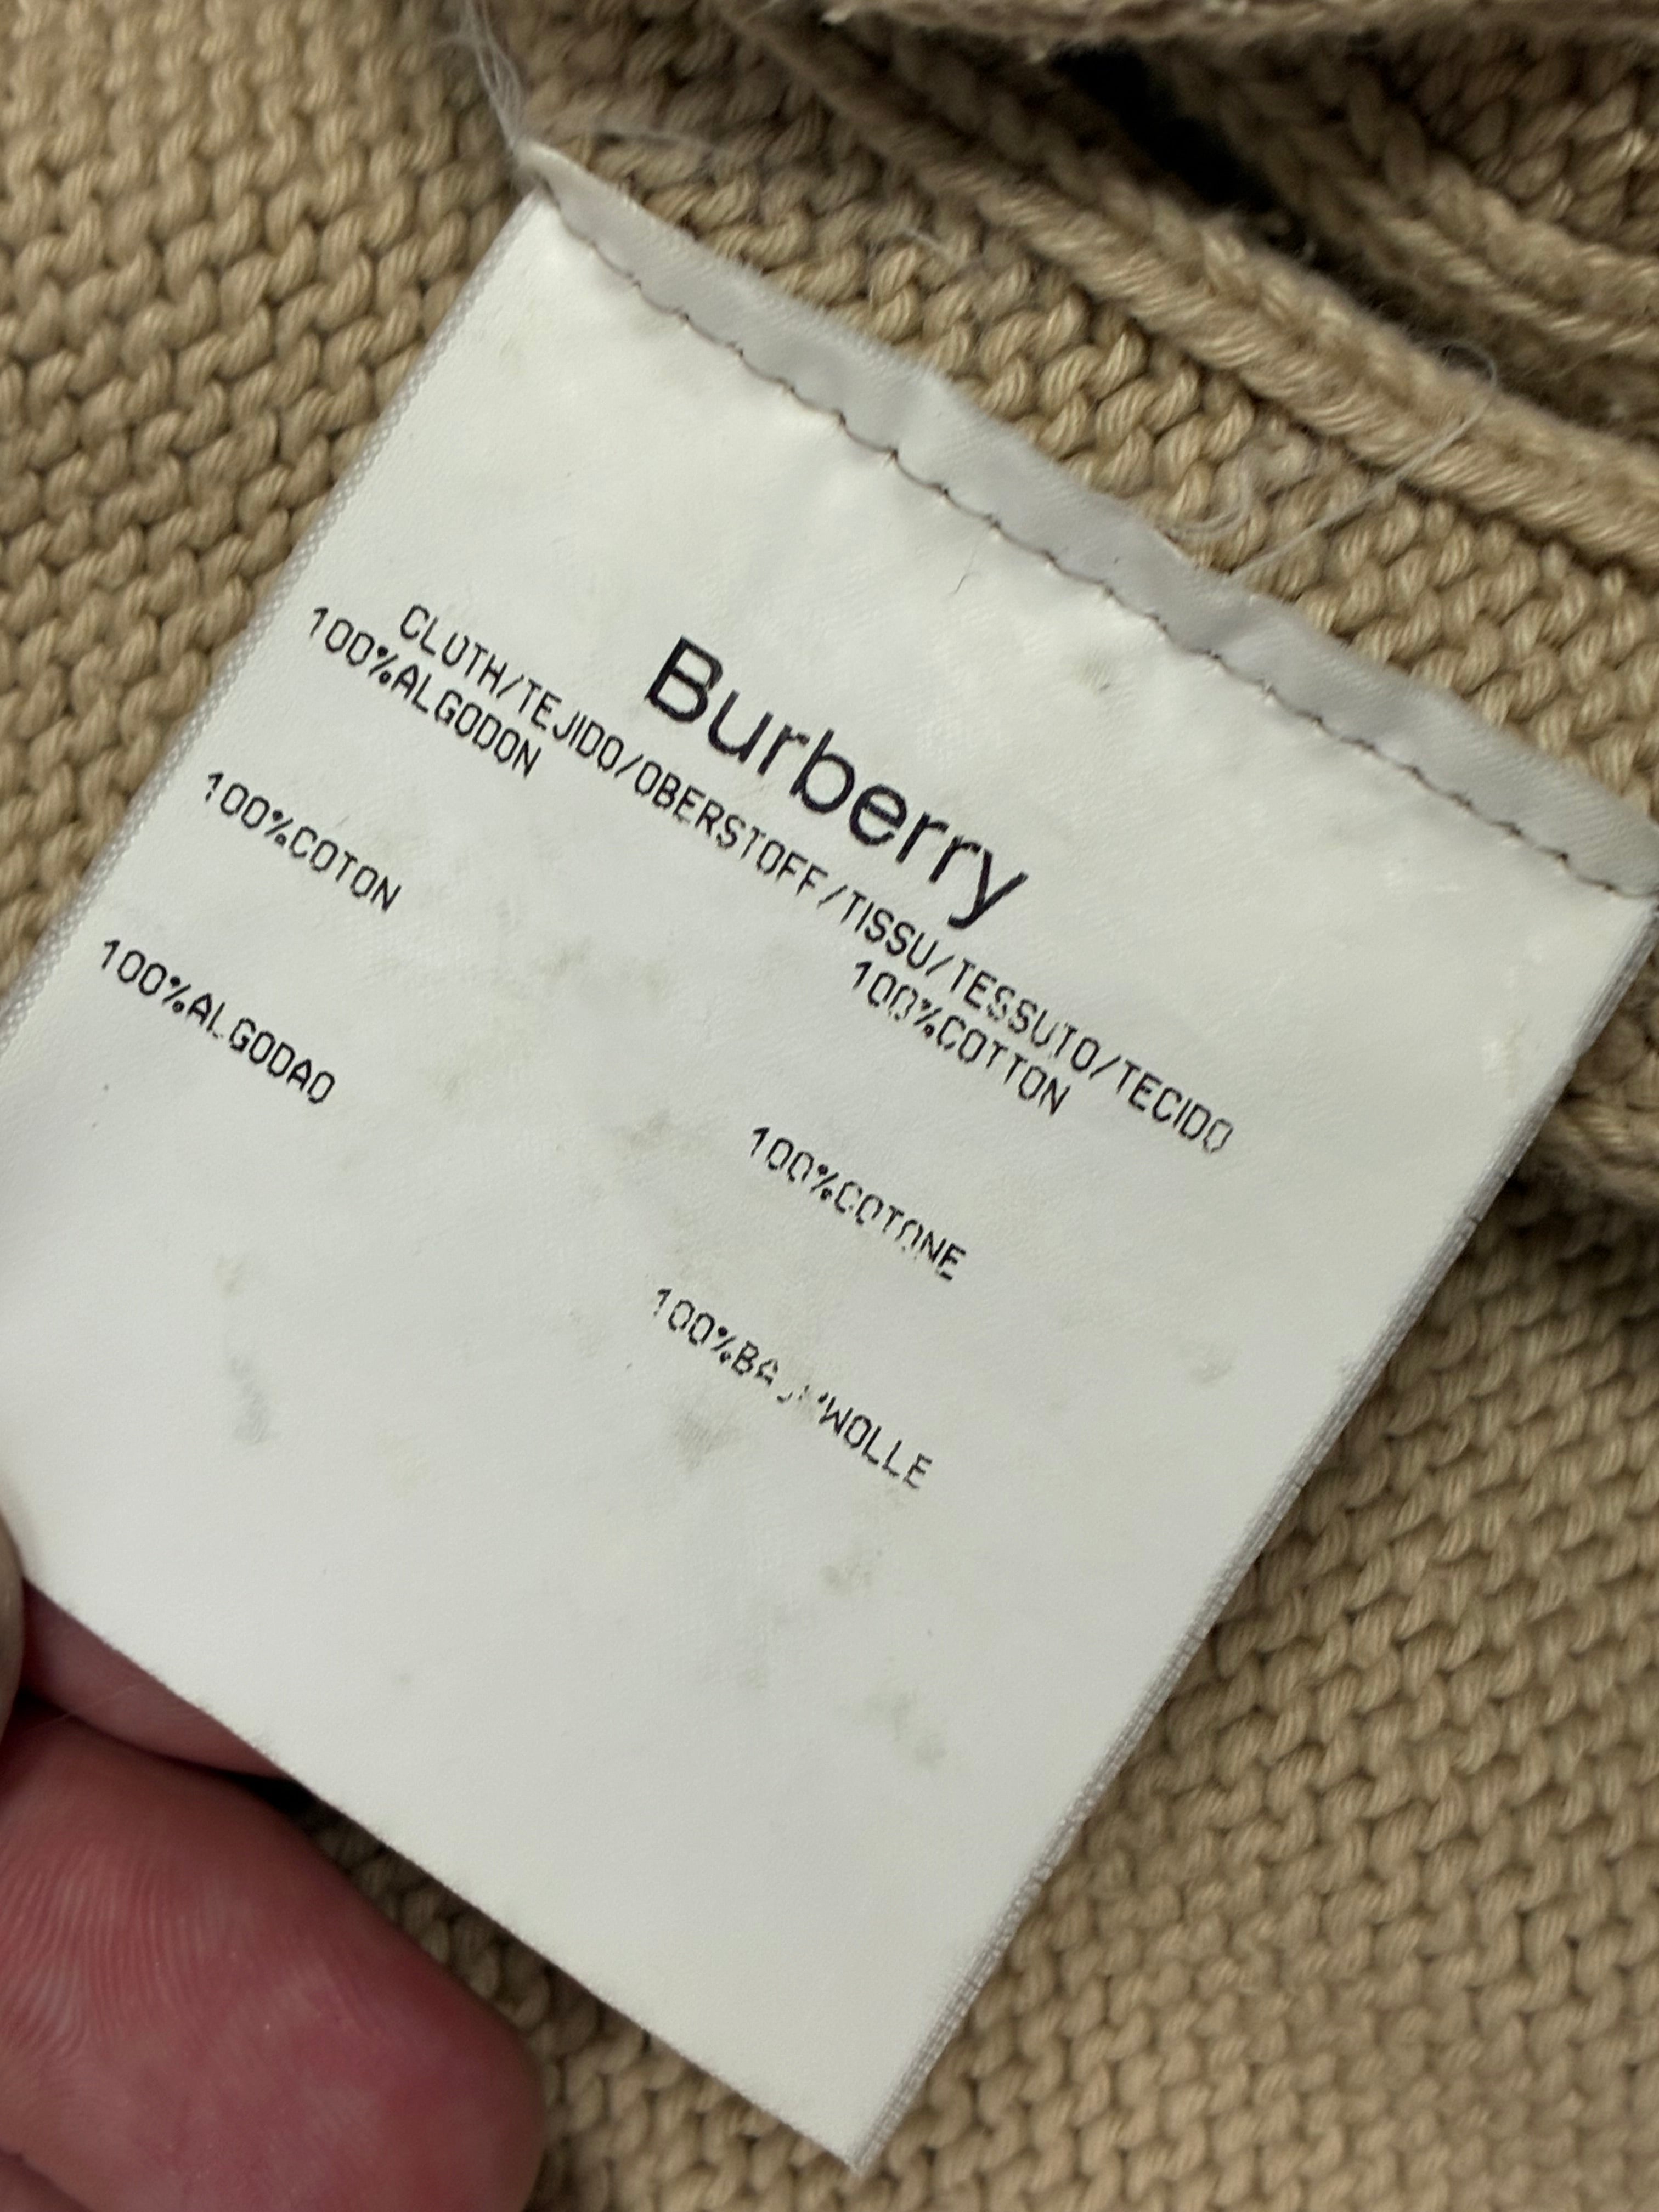 Burberry
CLOTH/TEJIDO/OBERSTOFF/TISSU/TESSUTO/TECIDO
100%ALGODON 100%COTTON
100%COTON 100%COTONE
100%ALGODAO